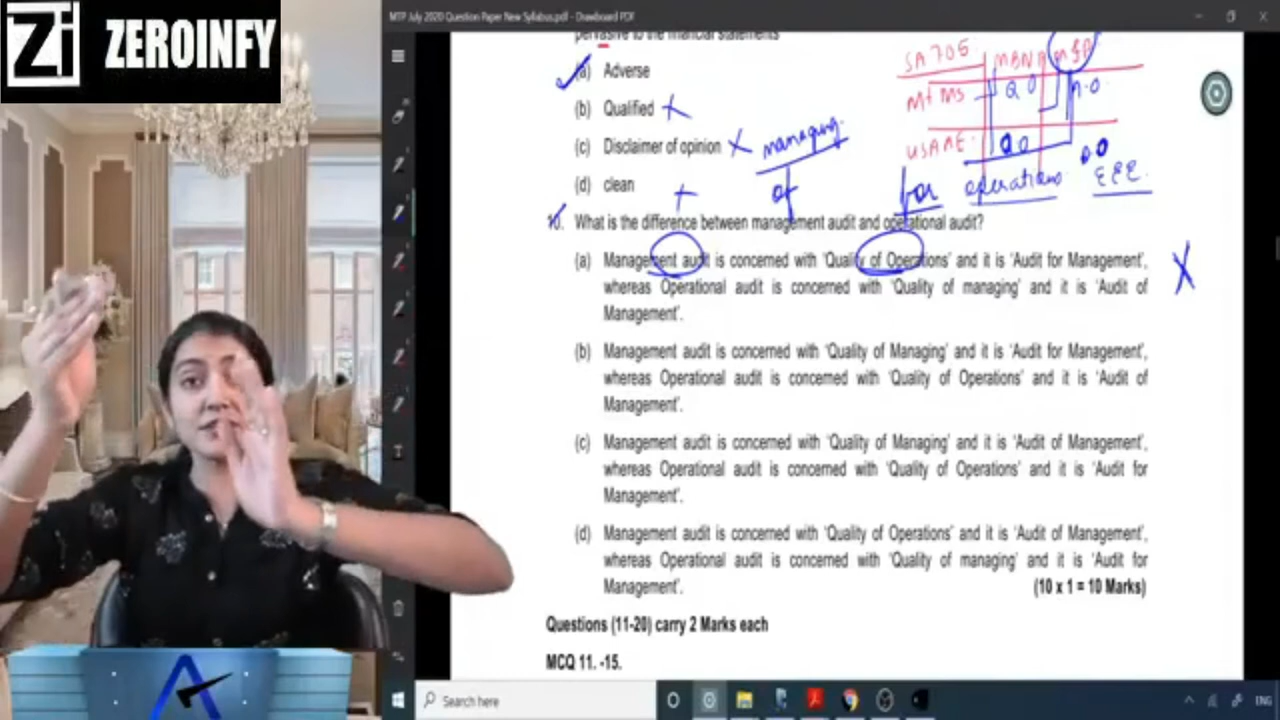 Zi ZEROINFY
MTP July 2020 Question Paper New Syllabus.pdf - Drawboard PDF
pervasive to the financial statements
(a) Adverse
(b) Qualified
(c) Disclaimer of opinion
(d) clean
managing
of
for
operations
EEE.
SA 705
USAAE.
10. What is the difference between management audit and operational audit?
(a) Management audit is concerned with 'Quality of Operations' and it is 'Audit for Management',
whereas Operational audit is concerned with 'Quality of managing' and it is 'Audit of
Management'.
(b) Management audit is concerned with 'Quality of Managing' and it is 'Audit for Management',
whereas Operational audit is concerned with 'Quality of Operations' and it is 'Audit of
Management'.
(c) Management audit is concerned with 'Quality of Managing' and it is 'Audit of Management',
whereas Operational audit is concerned with 'Quality of Operations' and it is 'Audit for
Management'.
(d) Management audit is concerned with 'Quality of Operations' and it is 'Audit of Management',
whereas Operational audit is concerned with 'Quality of managing' and it is 'Audit for
Management'.
(10 x 1 = 10 Marks)
Questions (11-20) carry 2 Marks each
MCQ 11. -15.
Search here
ENG